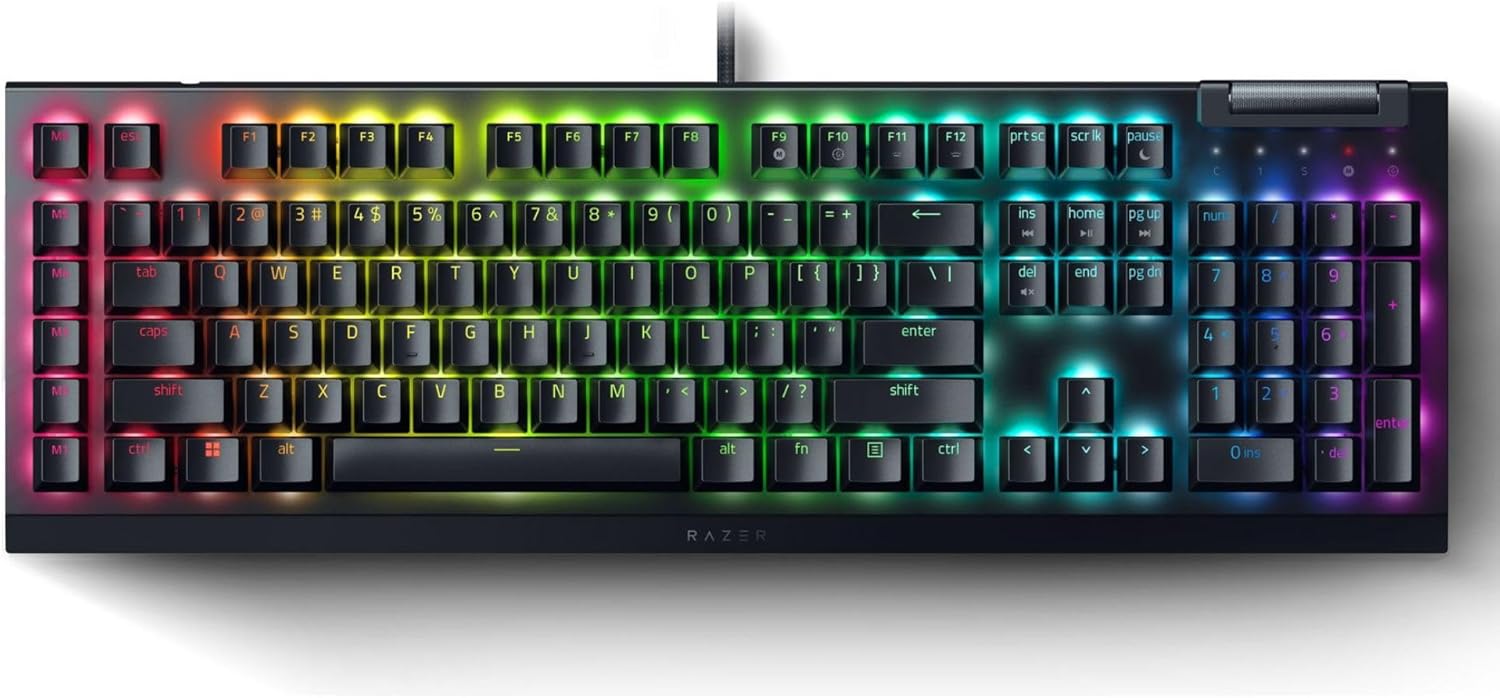 M6 esc F1 F2 F3 F4 F5 F6 F7 F8 F9 F10 F11 F12 prt sc scr lk pause
M
C 1 S M
M5 ` ~ 1 ! 2 @ 3 # 4 $ 5 % 6 ^ 7 & 8 * 9 ( 0 ) - _ = + ← ins home pg up num / * -
M4 tab Q W E R T Y U I O P [ { ] } \ | del end pg dn 7 8 9 +
M3 caps A S D F G H J K L ; : ' " enter 4 5 6
M2 shift Z X C V B N M , < . > / ? shift ^ 1 2 3 enter
M1 ctrl alt — alt fn ctrl < v > 0 ins . del
RAZER